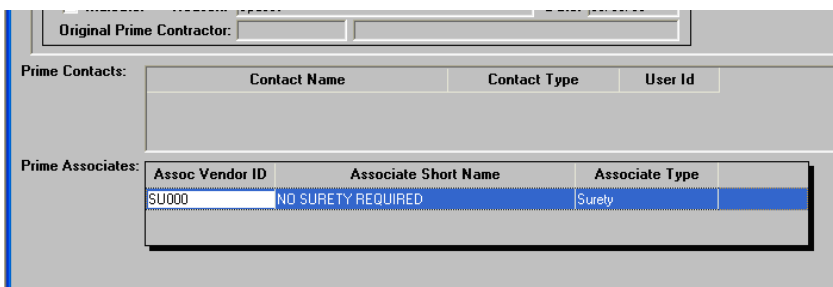 Original Prime Contractor:
Prime Contacts:
Contact Name Contact Type User Id
Prime Associates:
Assoc Vendor ID Associate Short Name Associate Type
SU000 NO SURETY REQUIRED Surety